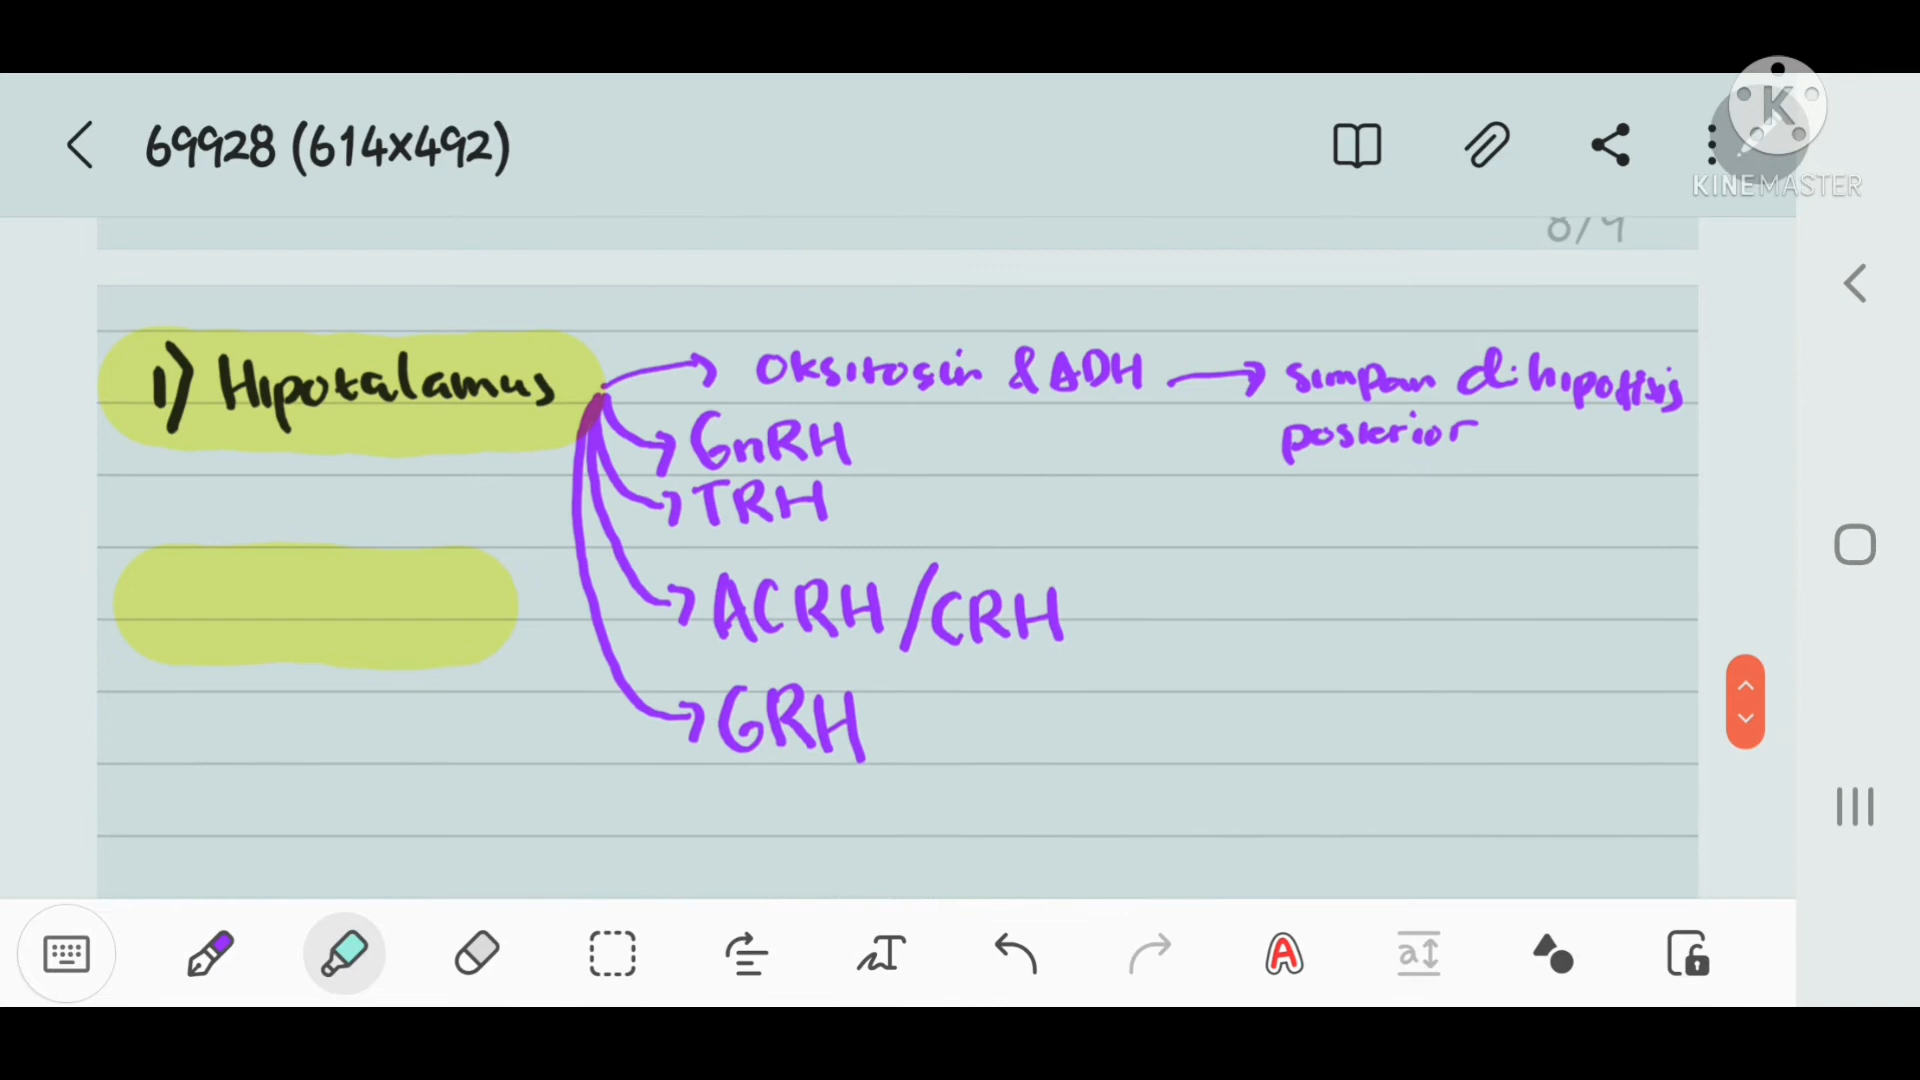 69928 (614x492)
KINEMASTER
8/9
1) Hipotalamus
Oksitosin & ADH
simpan di hipofisis
posterior
GnRH
TRH
ACRH/CRH
GRH